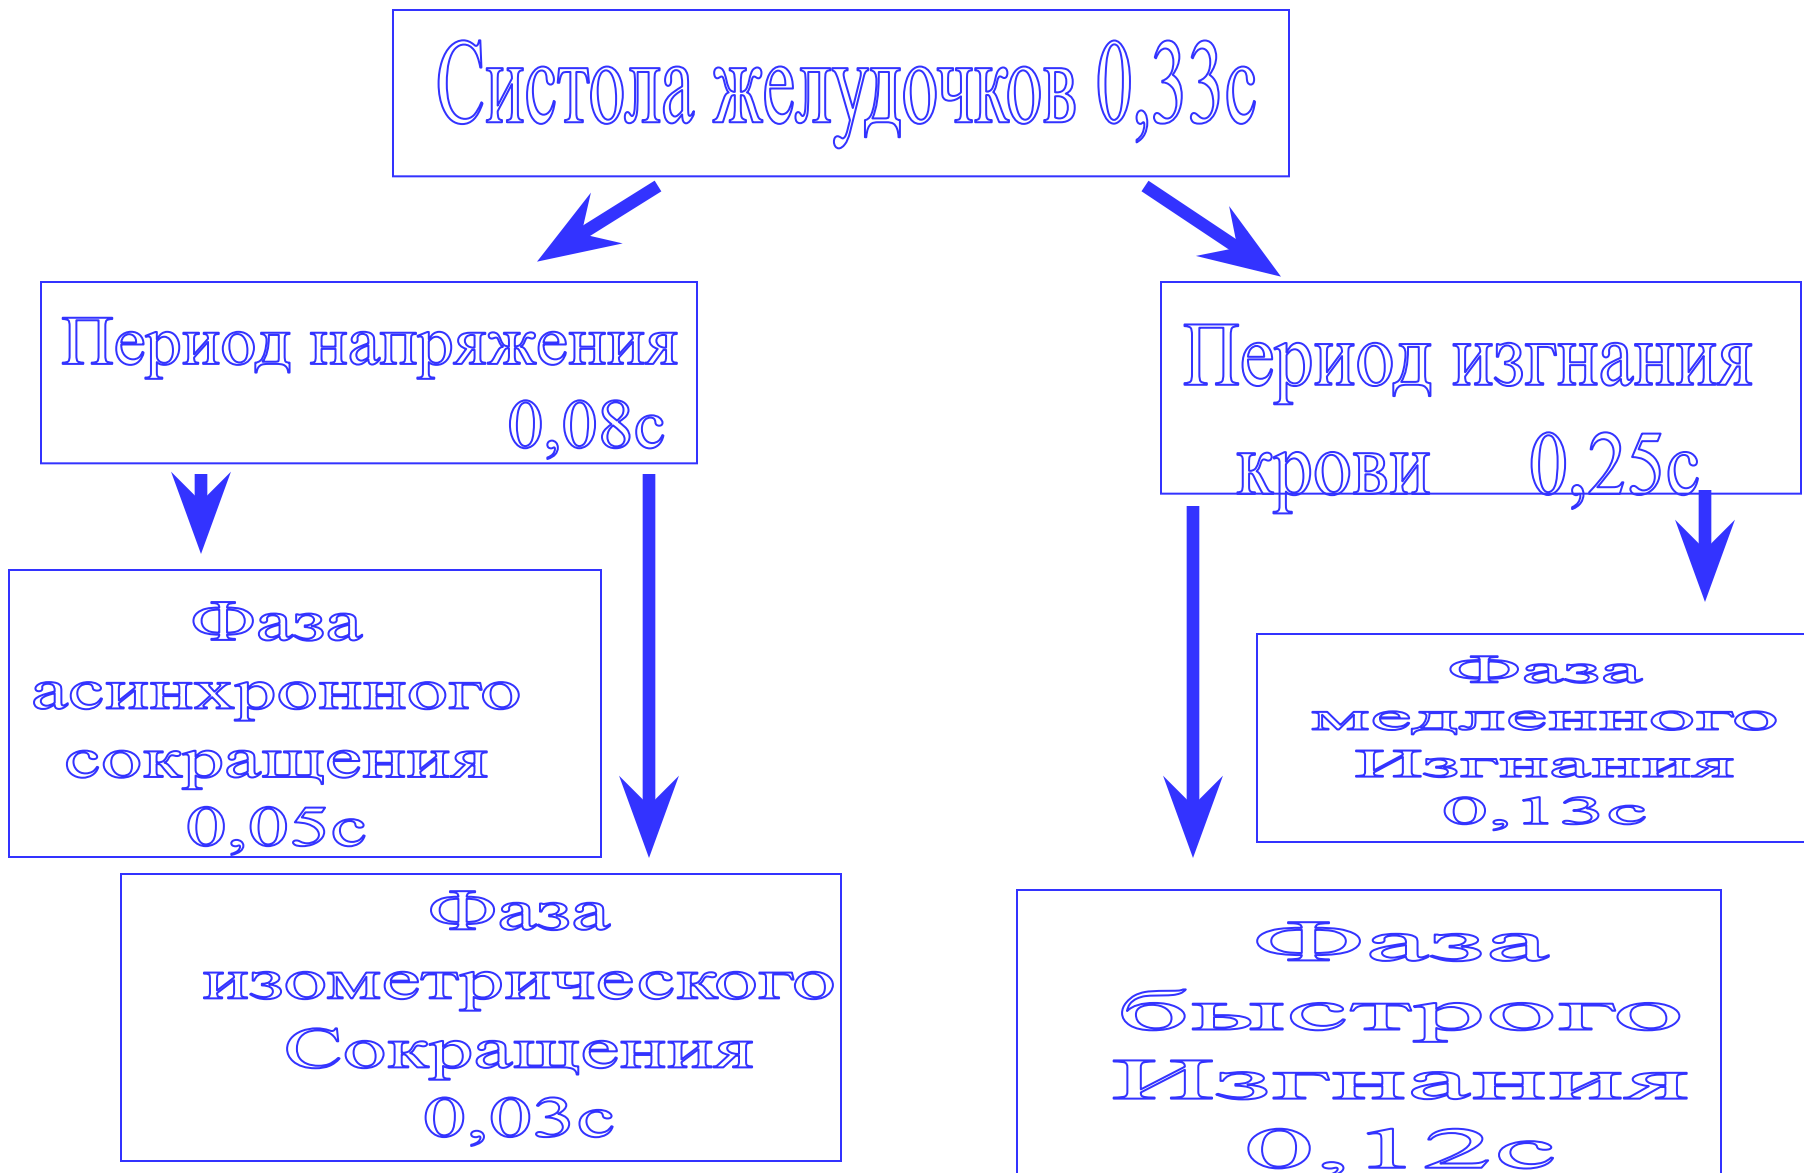 Систола желудочков 0,33с
Период напряжения
0,08с
Период изгнания
крови 0,25с
Фаза
асинхронного
сокращения
0,05с
Фаза
медленного
Изгнания
0,13с
Фаза
изометрического
Сокращения
0,03с
Фаза
быстрого
Изгнания
0,12с